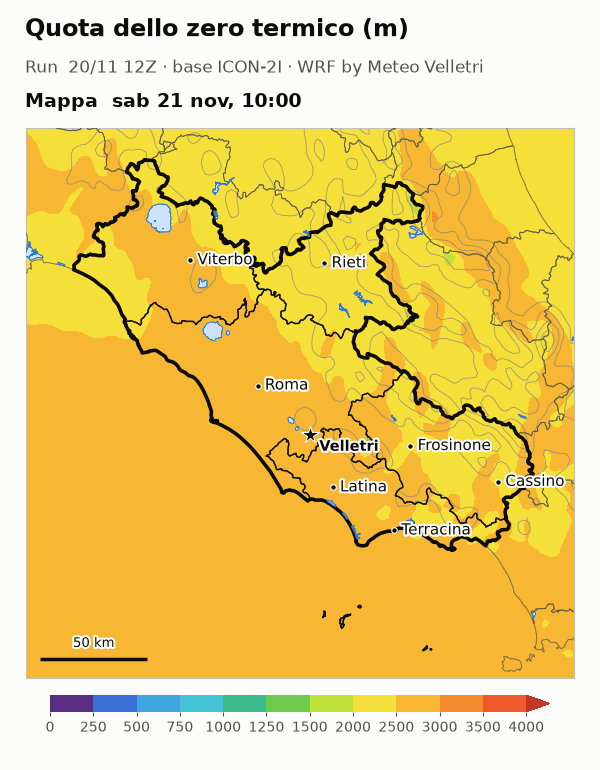 Quota dello zero termico (m)
Run  20/11 12Z · base ICON-2I · WRF by Meteo Velletri
Mappa  sab 21 nov, 10:00
Viterbo
Rieti
Roma
Velletri
Frosinone
Cassino
Latina
Terracina
50 km
0 250 500 750 1000 1250 1500 2000 2500 3000 3500 4000